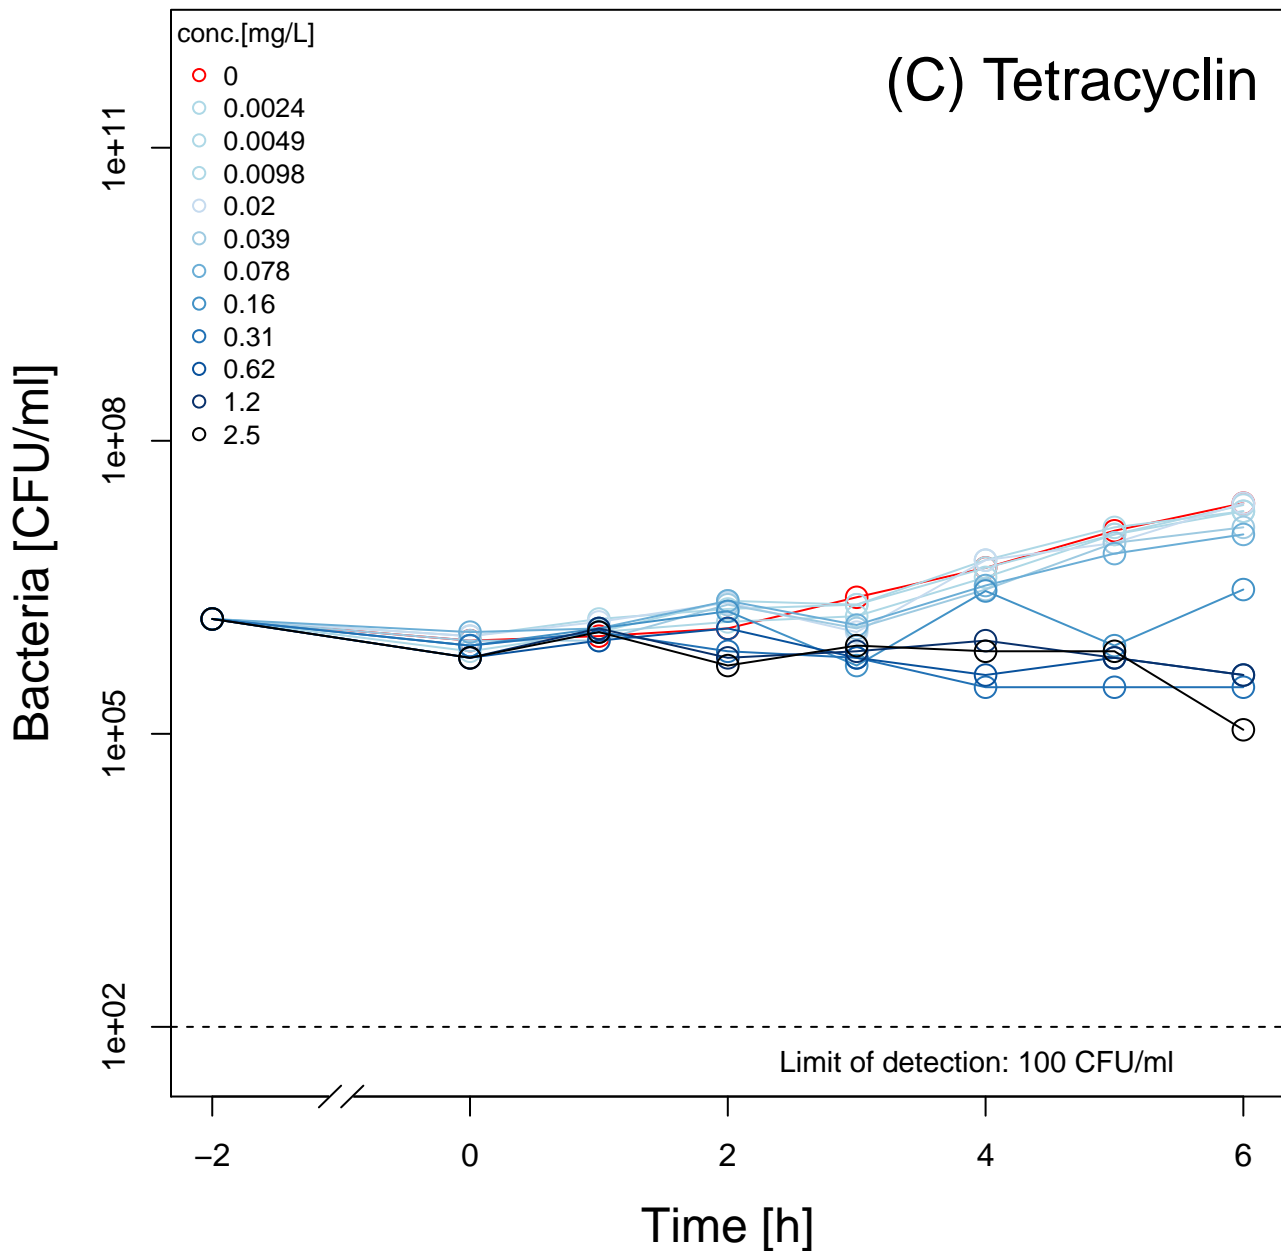 conc.[mg/L]
0
0.0024
0.0049
0.0098
0.02
0.039
0.078
0.16
0.31
0.62
1.2
2.5
(C) Tetracyclin
1e+11
1e+08
1e+05
1e+02
Bacteria [CFU/ml]
Limit of detection: 100 CFU/ml
−2 0 2 4 6
Time [h]